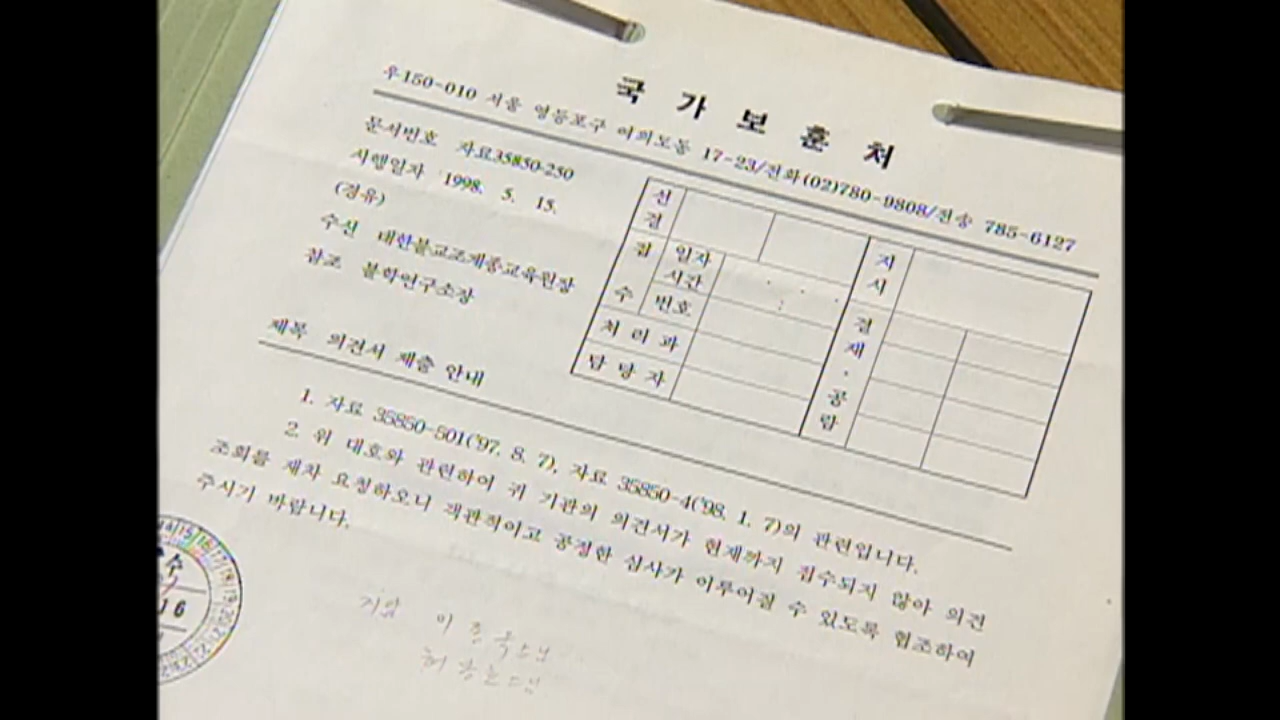 국 가 보 훈 처
우150-010 서울 영등포구 여의도동 17-23/전화(02)780-9808/전송 785-6127
문서번호 자료35850-250
시행일자 1998. 5. 15.
(경유)
수신 대한불교조계종교육원장
참조 불학연구소장
선결
지시
접수
일자
시간
:
번호
결재·공람
처 리 과
담 당 자
제목 의견서 제출 안내
1. 자료 35850-501('97. 8. 7), 자료 35850-4('98. 1. 7)의 관련입니다.
2. 위 대호와 관련하여 귀 기관의 의견서가 현재까지 접수되지 않아 의견
조회를 재차 요청하오니 객관적이고 공정한 심사가 이루어질 수 있도록 협조하여
주시기 바랍니다.
수
16